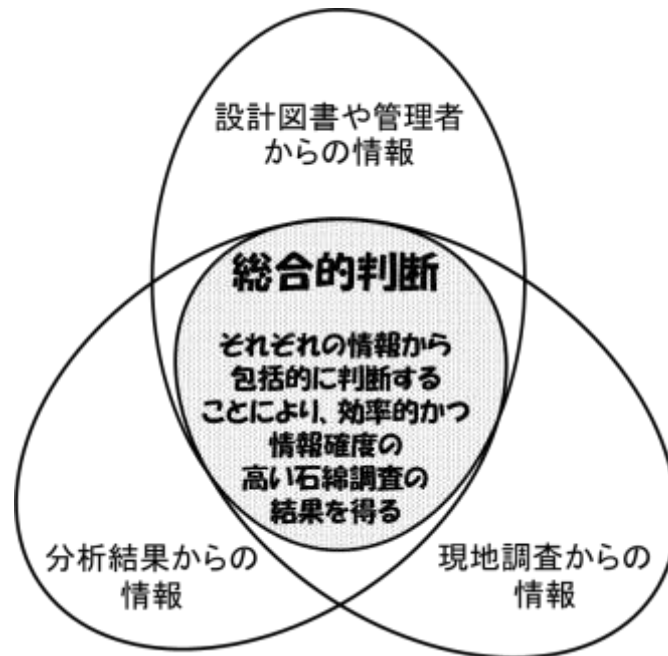 設計図書や管理者
からの情報
総合的判断
それぞれの情報から
包括的に判断する
ことにより、効率的かつ
情報確度の
高い石綿調査の
結果を得る
分析結果からの
情報
現地調査からの
情報